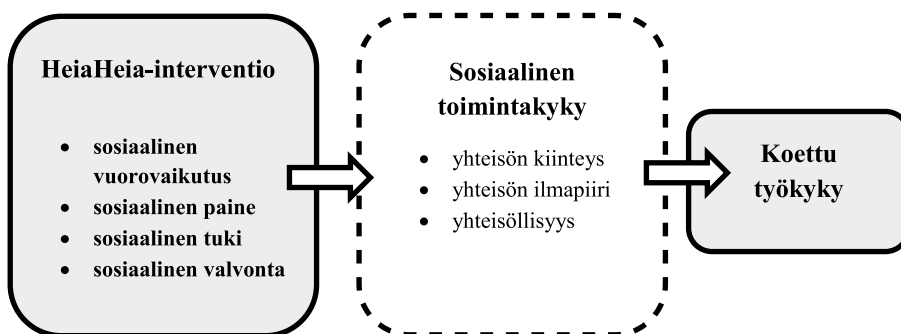 HeiaHeia-interventio
• sosiaalinen
vuorovaikutus
• sosiaalinen paine
• sosiaalinen tuki
• sosiaalinen valvonta
Sosiaalinen
toimintakyky
• yhteisön kiinteys
• yhteisön ilmapiiri
• yhteisöllisyys
Koettu
työkyky